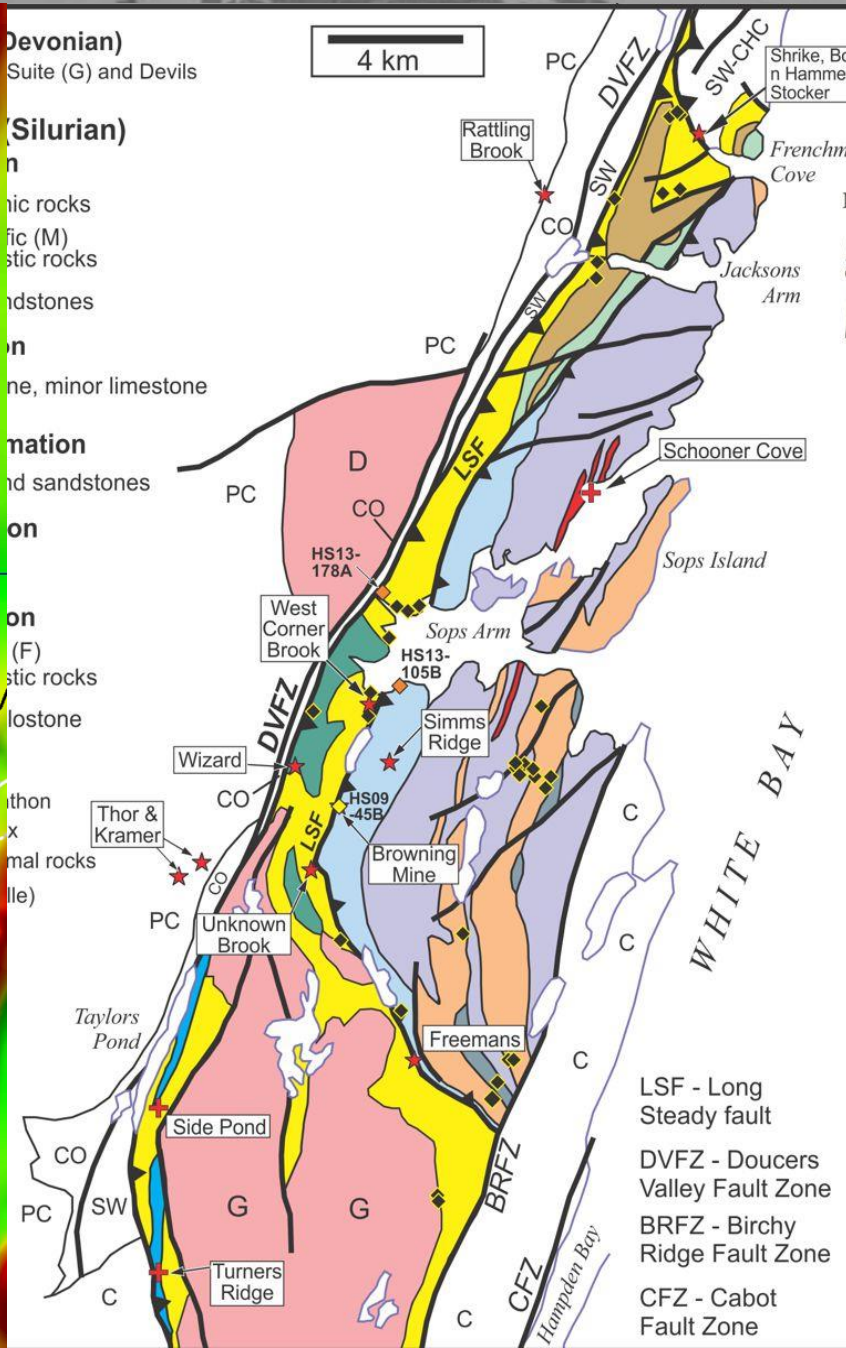 Devonian)
Suite (G) and Devils
(Silurian)
n
nic rocks
fic (M)
stic rocks
ndstones
on
ne, minor limestone
mation
nd sandstones
on
on
(F)
stic rocks
lostone
nthon
x
mal rocks
lle)
4 km
PC
DVFZ
SW-CHC
Shrike, Bo
n Hamme
Stocker
Rattling
Brook
SW
CO
Frenchm
Cove
Jacksons
Arm
SW
PC
LSF
D
PC
CO
Schooner Cove
HS13-
178A
Sops Island
West
Corner
Brook
Sops Arm
HS13-
105B
DVFZ
Simms
Ridge
Wizard
CO
HS09
-45B
LSF
Thor &
Kramer
Browning
Mine
CO
PC
Unknown
Brook
C
C
WHITE BAY
Taylors
Pond
Freemans
C
Side Pond
CO
PC
SW
G
G
BRFZ
Turners
Ridge
C
C
CFZ
Hampden Bay
LSF - Long
Steady fault
DVFZ - Doucers
Valley Fault Zone
BRFZ - Birchy
Ridge Fault Zone
CFZ - Cabot
Fault Zone